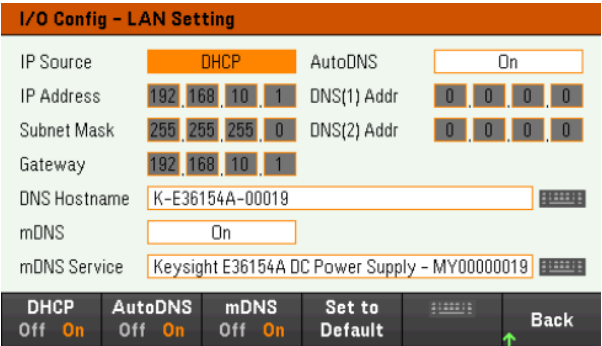 I/O Config – LAN Setting
IP Source DHCP AutoDNS On
IP Address 192.168.10.1 DNS(1) Addr 0.0.0.0
Subnet Mask 255.255.255.0 DNS(2) Addr 0.0.0.0
Gateway 192.168.10.1
DNS Hostname K-E36154A-00019
mDNS On
mDNS Service Keysight E36154A DC Power Supply – MY00000019
DHCP AutoDNS mDNS Set to
Off On Off On Off On Default Back